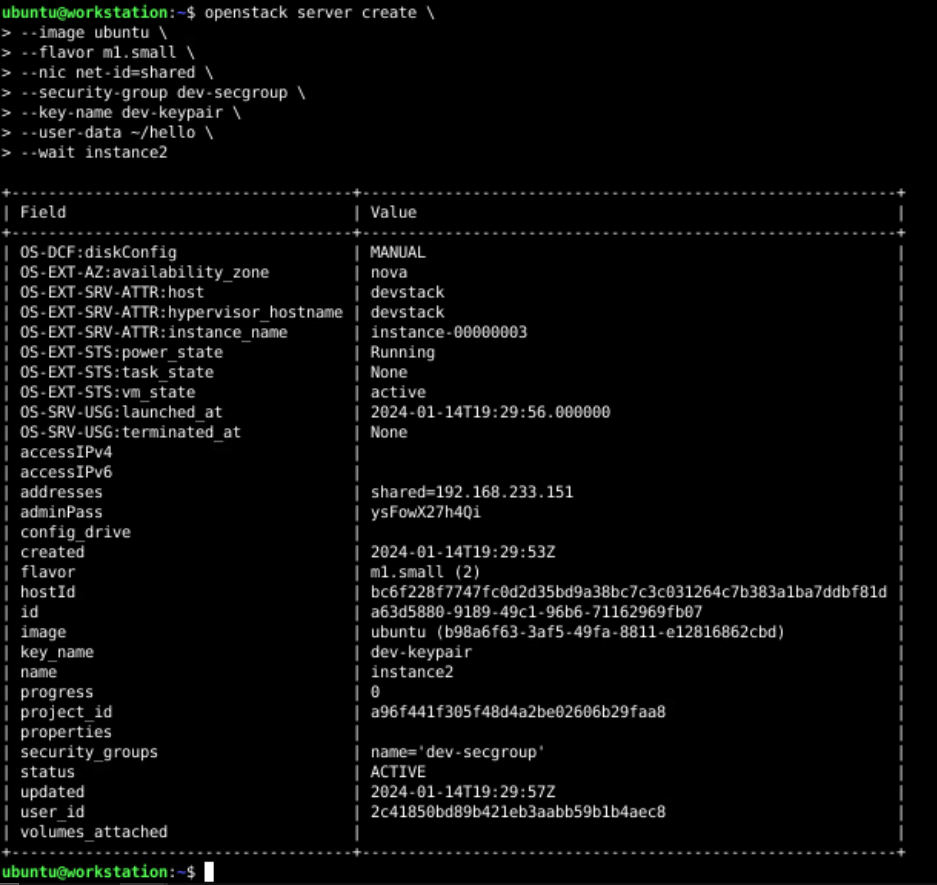 ubuntu@workstation:~$ openstack server create \
> --image ubuntu \
> --flavor m1.small \
> --nic net-id=shared \
> --security-group dev-secgroup \
> --key-name dev-keypair \
> --user-data ~/hello \
> --wait instance2
+-------------------------------------+----------------------------------------------------------+
| Field | Value |
+-------------------------------------+----------------------------------------------------------+
| OS-DCF:diskConfig | MANUAL |
| OS-EXT-AZ:availability_zone | nova |
| OS-EXT-SRV-ATTR:host | devstack |
| OS-EXT-SRV-ATTR:hypervisor_hostname | devstack |
| OS-EXT-SRV-ATTR:instance_name | instance-00000003 |
| OS-EXT-STS:power_state | Running |
| OS-EXT-STS:task_state | None |
| OS-EXT-STS:vm_state | active |
| OS-SRV-USG:launched_at | 2024-01-14T19:29:56.000000 |
| OS-SRV-USG:terminated_at | None |
| accessIPv4 | |
| accessIPv6 | |
| addresses | shared=192.168.233.151 |
| adminPass | ysFowX27h4Qi |
| config_drive | |
| created | 2024-01-14T19:29:53Z |
| flavor | m1.small (2) |
| hostId | bc6f228f7747fc0d2d35bd9a38bc7c3c031264c7b383a1ba7ddbf81d |
| id | a63d5880-9189-49c1-96b6-71162969fb07 |
| image | ubuntu (b98a6f63-3af5-49fa-8811-e12816862cbd) |
| key_name | dev-keypair |
| name | instance2 |
| progress | 0 |
| project_id | a96f441f305f48d4a2be02606b29faa8 |
| properties | |
| security_groups | name='dev-secgroup' |
| status | ACTIVE |
| updated | 2024-01-14T19:29:57Z |
| user_id | 2c41850bd89b421eb3aabb59b1b4aec8 |
| volumes_attached | |
+-------------------------------------+----------------------------------------------------------+
ubuntu@workstation:~$